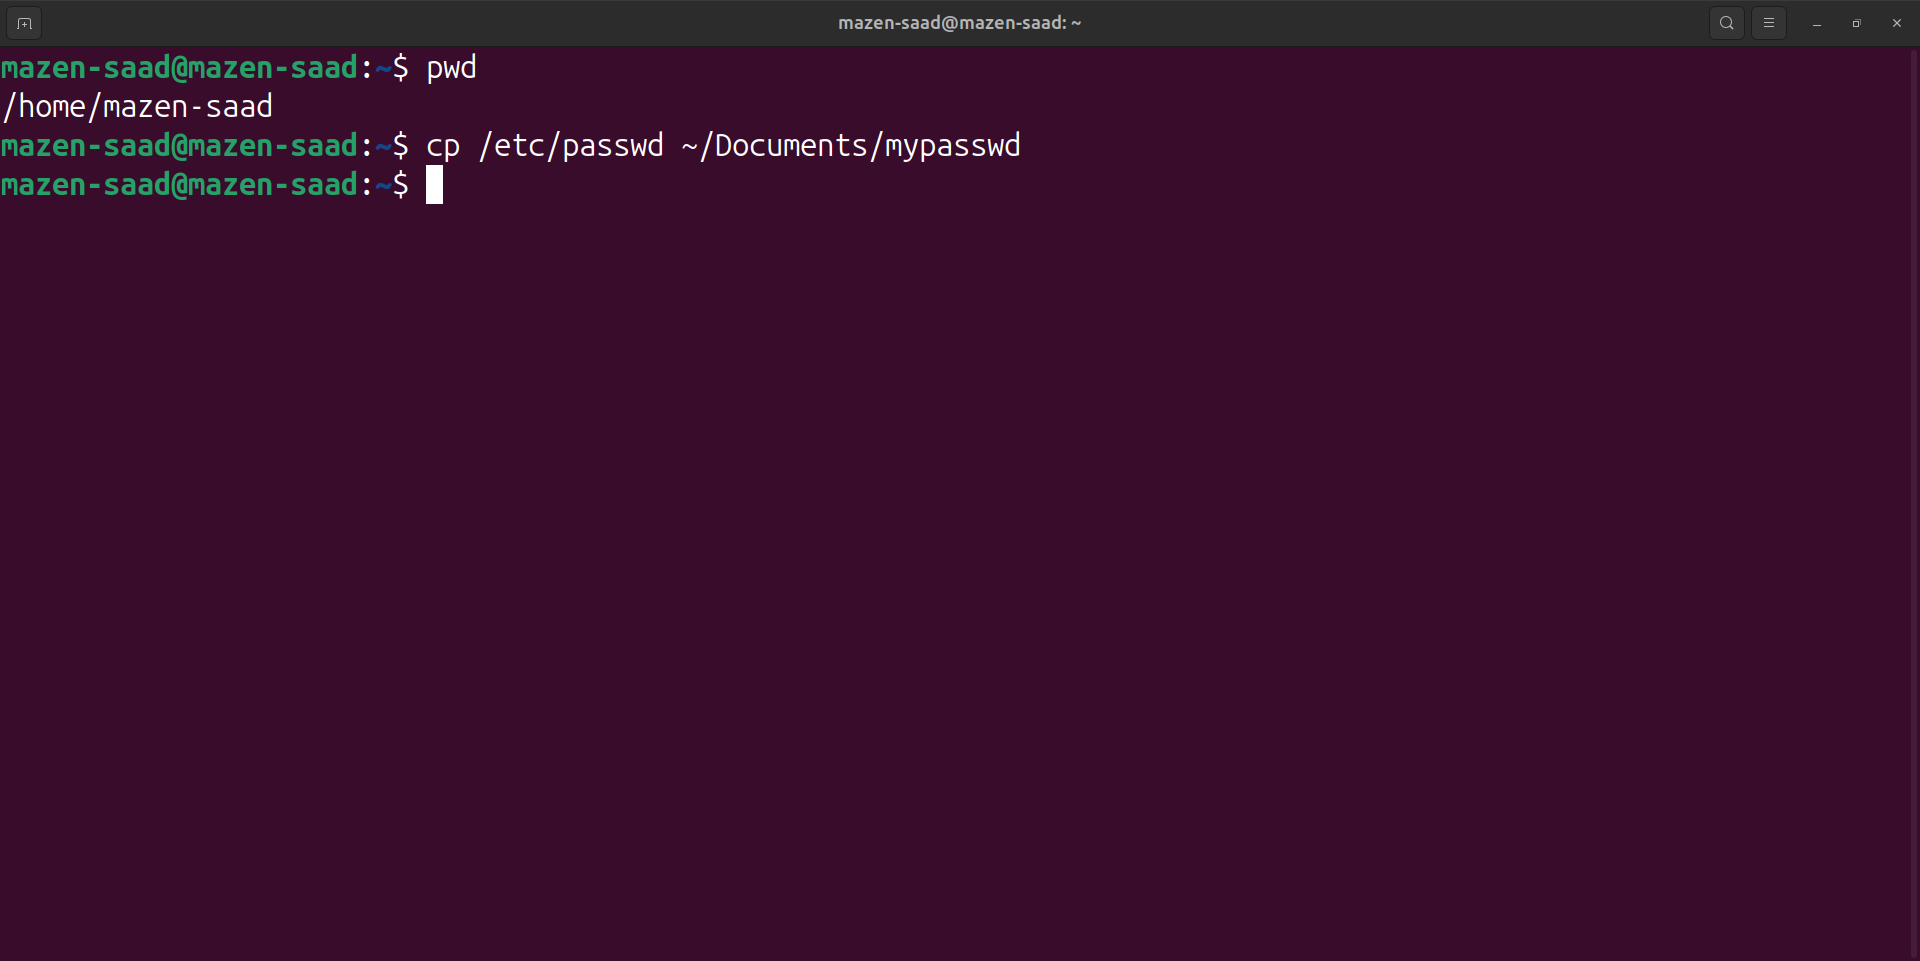 mazen-saad@mazen-saad: ~
mazen-saad@mazen-saad:~$ pwd
/home/mazen-saad
mazen-saad@mazen-saad:~$ cp /etc/passwd ~/Documents/mypasswd
mazen-saad@mazen-saad:~$